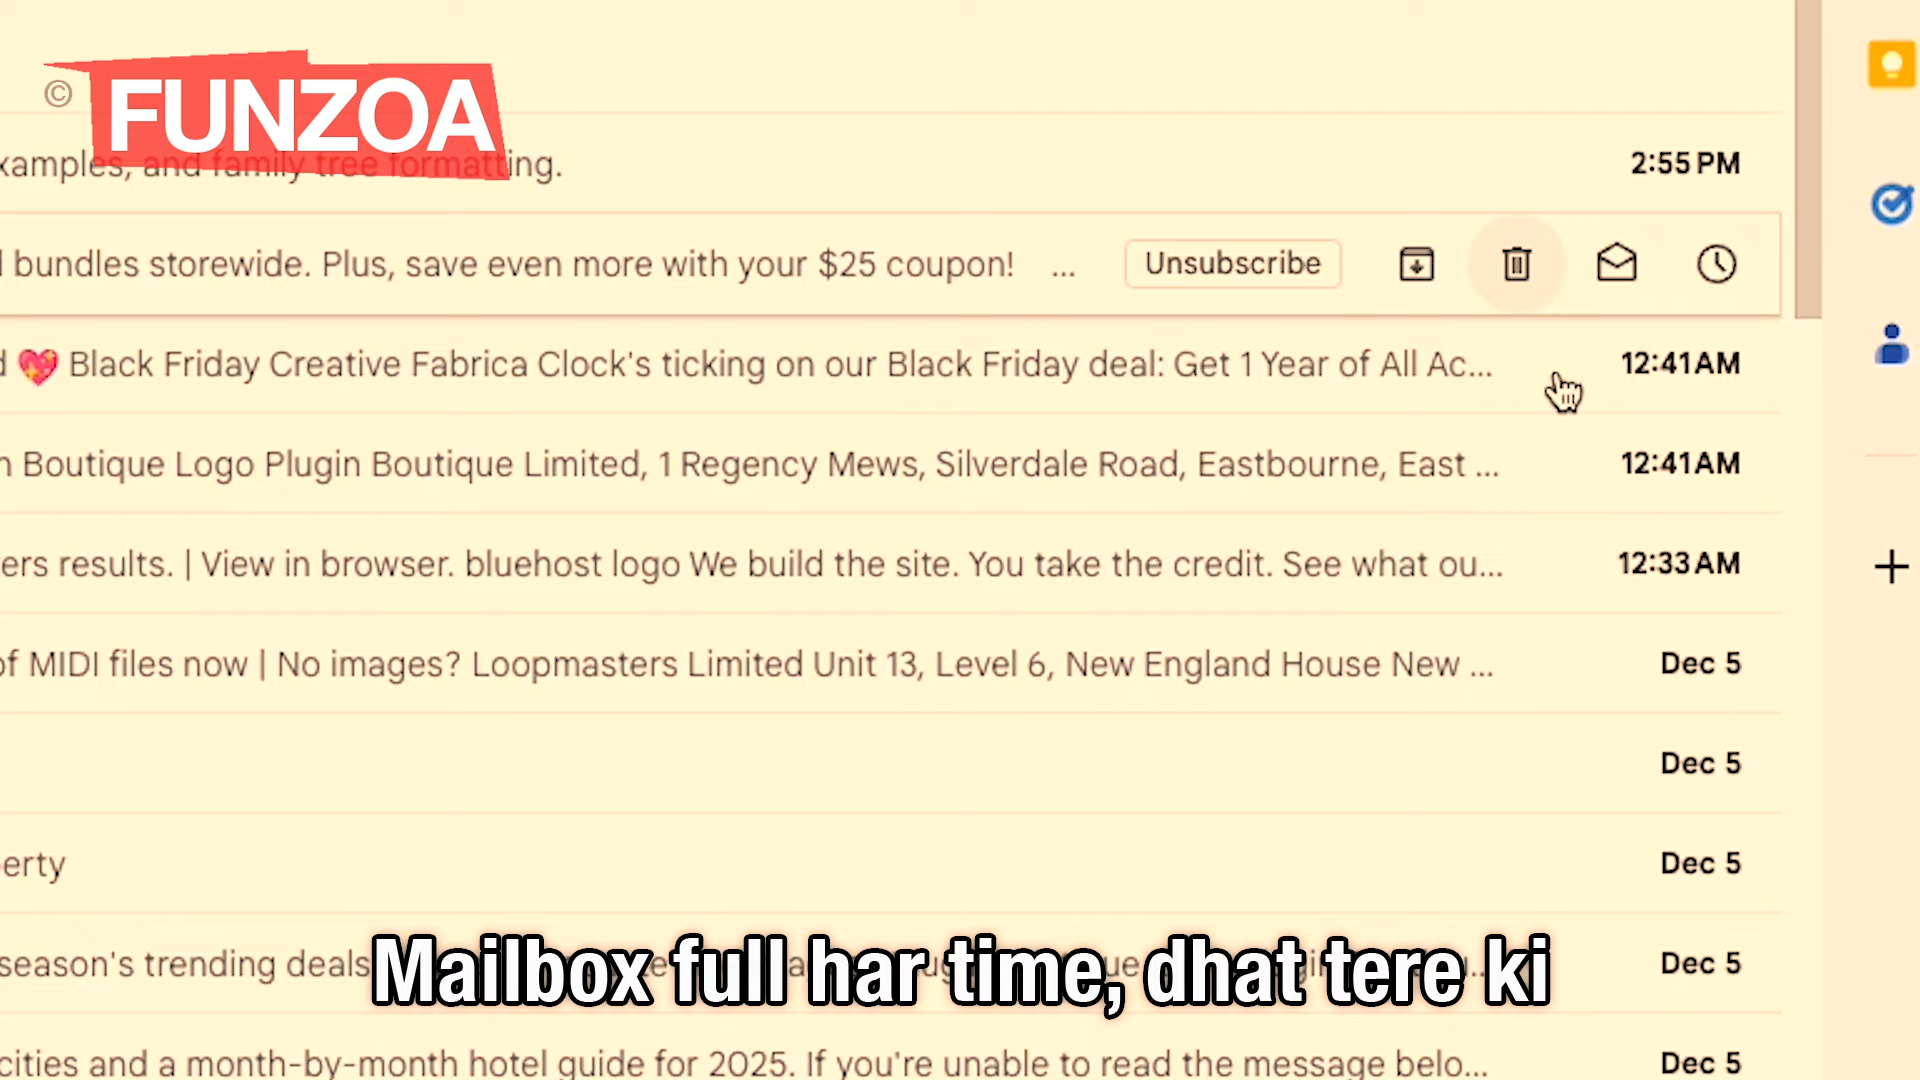 © FUNZOA
xamples, and family tree formatting. 2:55 PM
bundles storewide. Plus, save even more with your $25 coupon! ... Unsubscribe
d 💖 Black Friday Creative Fabrica Clock's ticking on our Black Friday deal: Get 1 Year of All Ac... 12:41 AM
n Boutique Logo Plugin Boutique Limited, 1 Regency Mews, Silverdale Road, Eastbourne, East ... 12:41 AM
ers results. | View in browser. bluehost logo We build the site. You take the credit. See what ou... 12:33 AM
of MIDI files now | No images? Loopmasters Limited Unit 13, Level 6, New England House New ... Dec 5
Dec 5
erty Dec 5
season's trending deals Dec 5
Mailbox full har time, dhat tere ki
cities and a month-by-month hotel guide for 2025. If you're unable to read the message belo... Dec 5